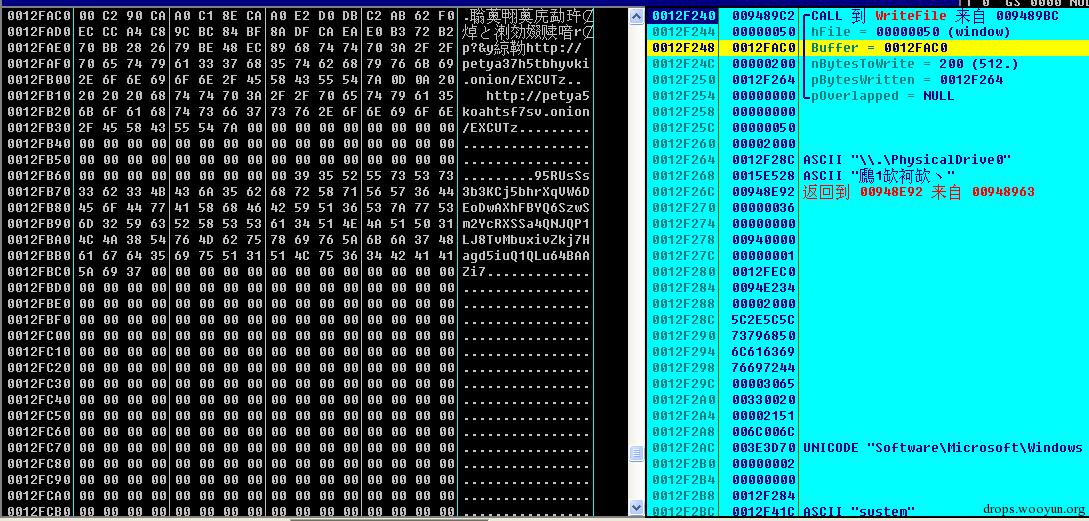 0012FAC0 00 C2 90 CA A0 C1 8E CA A0 E2 D0 DB C2 AB 62 F0
0012FAD0 EC CC A4 C8 9C BC 84 BF 8A DF CA EA E0 B3 72 B2
0012FAE0 70 BB 28 26 79 BE 48 EC 89 68 74 74 70 3A 2F 2F http://
0012FAF0 70 65 74 79 61 33 37 68 35 74 62 68 79 76 6B 69 petya37h5tbhyvki
0012FB00 2E 6F 6E 69 6F 6E 2F 45 58 43 55 54 7A 0D 0A 20 .onion/EXCUTz..
0012FB10 20 20 20 68 74 74 70 3A 2F 2F 70 65 74 79 61 35 http://petya5
0012FB20 6B 6F 61 68 74 73 66 37 73 76 2E 6F 6E 69 6F 6E koahtsf7sv.onion
0012FB30 2F 45 58 43 55 54 7A 00 00 00 00 00 00 00 00 00 /EXCUTz.........
0012FB40 00 00 00 00 00 00 00 00 00 00 00 00 00 00 00 00 ................
0012FB50 00 00 00 00 00 00 00 00 00 00 00 00 00 00 00 00 ................
0012FB60 00 00 00 00 00 00 00 00 00 39 35 52 55 73 53 73 .........95RUsSs
0012FB70 33 62 33 4B 43 6A 35 62 68 72 58 71 56 57 36 44 3b3KCj5bhrXqVW6D
0012FB80 45 6F 44 77 41 58 68 46 42 59 51 36 53 7A 77 53 EoDwAXhFBYQ6SzwS
0012FB90 6D 32 59 63 52 58 53 53 61 34 51 4E 4A 51 50 31 m2YcRXSSa4QNJQP1
0012FBA0 4C 4A 38 54 76 4D 62 75 78 69 76 5A 6B 6A 37 48 LJ8TvMbuxivZkj7H
0012FBB0 61 67 64 35 69 75 51 31 51 4C 75 36 34 42 41 41 agd5iuQ1QLu64BAA
0012FBC0 5A 69 37 00 00 00 00 00 00 00 00 00 00 00 00 00 Zi7.............
0012FBD0 00 00 00 00 00 00 00 00 00 00 00 00 00 00 00 00 ................
0012FBE0 00 00 00 00 00 00 00 00 00 00 00 00 00 00 00 00 ................
0012FBF0 00 00 00 00 00 00 00 00 00 00 00 00 00 00 00 00 ................
0012FC00 00 00 00 00 00 00 00 00 00 00 00 00 00 00 00 00 ................
0012FC10 00 00 00 00 00 00 00 00 00 00 00 00 00 00 00 00 ................
0012FC20 00 00 00 00 00 00 00 00 00 00 00 00 00 00 00 00 ................
0012FC30 00 00 00 00 00 00 00 00 00 00 00 00 00 00 00 00 ................
0012FC40 00 00 00 00 00 00 00 00 00 00 00 00 00 00 00 00 ................
0012FC50 00 00 00 00 00 00 00 00 00 00 00 00 00 00 00 00 ................
0012FC60 00 00 00 00 00 00 00 00 00 00 00 00 00 00 00 00 ................
0012FC70 00 00 00 00 00 00 00 00 00 00 00 00 00 00 00 00 ................
0012FC80 00 00 00 00 00 00 00 00 00 00 00 00 00 00 00 00 ................
0012FC90 00 00 00 00 00 00 00 00 00 00 00 00 00 00 00 00 ................
0012FCA0 00 00 00 00 00 00 00 00 00 00 00 00 00 00 00 00 ................
0012FCB0 00 00 00 00 00 00 00 00 00 00 00 00 00 00 00 00 ................
0012F240 009489C2 CALL 到 WriteFile 来自 009489BC
0012F244 00000050 hFile = 00000050 (window)
0012F248 0012FAC0 Buffer = 0012FAC0
0012F24C 00000200 nBytesToWrite = 200 (512.)
0012F250 0012F264 pBytesWritten = 0012F264
0012F254 00000000 pOverlapped = NULL
0012F258 00000000
0012F25C 00000050
0012F260 00002000
0012F264 0012F28C ASCII "\\.\PhysicalDrive0"
0012F268 0015E528 ASCII
0012F26C 00948E92 返回到 00948E92 来自 00948963
0012F270 00000036
0012F274 00000000
0012F278 00940000
0012F27C 00000001
0012F280 0012FEC0
0012F284 0094E234
0012F288 00002000
0012F28C 5C2E5C5C
0012F290 73796850
0012F294 6C616369
0012F298 76697244
0012F29C 00003065
0012F2A0 00330020
0012F2A4 00002151
0012F2A8 006C006C
0012F2AC 003E3D70 UNICODE "Software\Microsoft\Windows
0012F2B0 00000002
0012F2B4 00000000
0012F2B8 0012F284
0012F2BC 0012F41C ASCII "system"
drops.wooyun.org